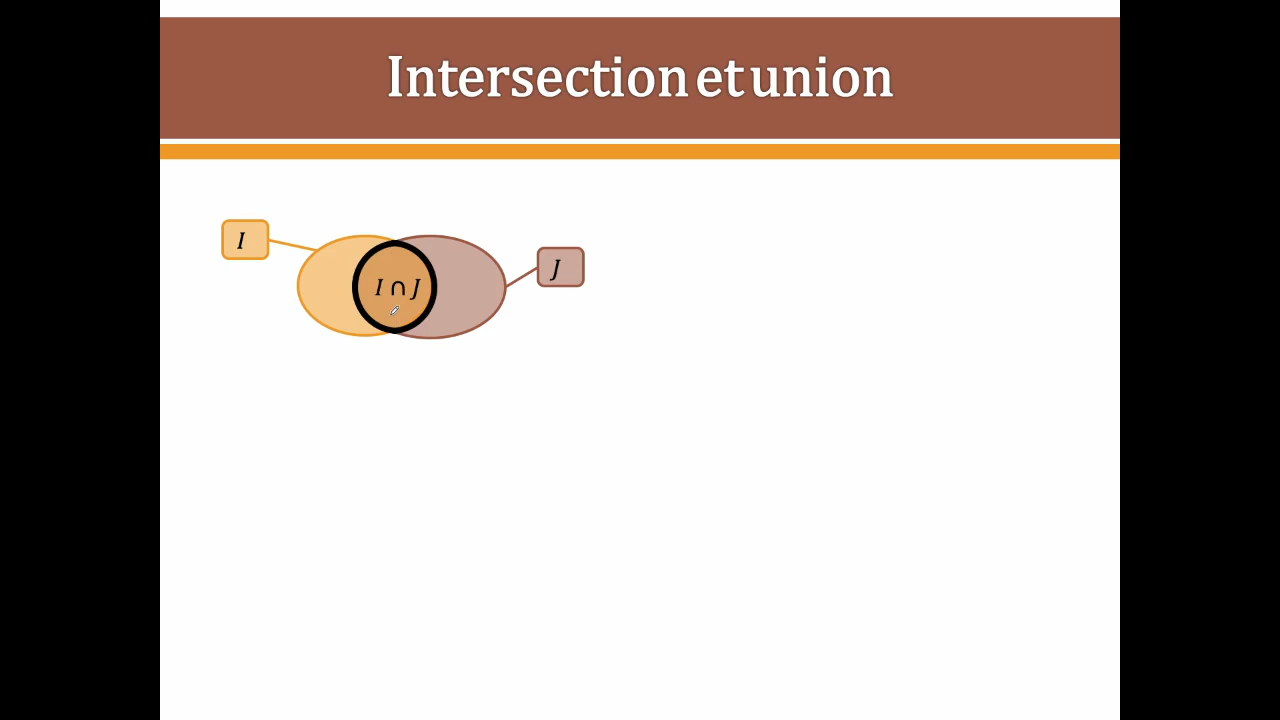 Intersection et union
I
J
I ∩ J